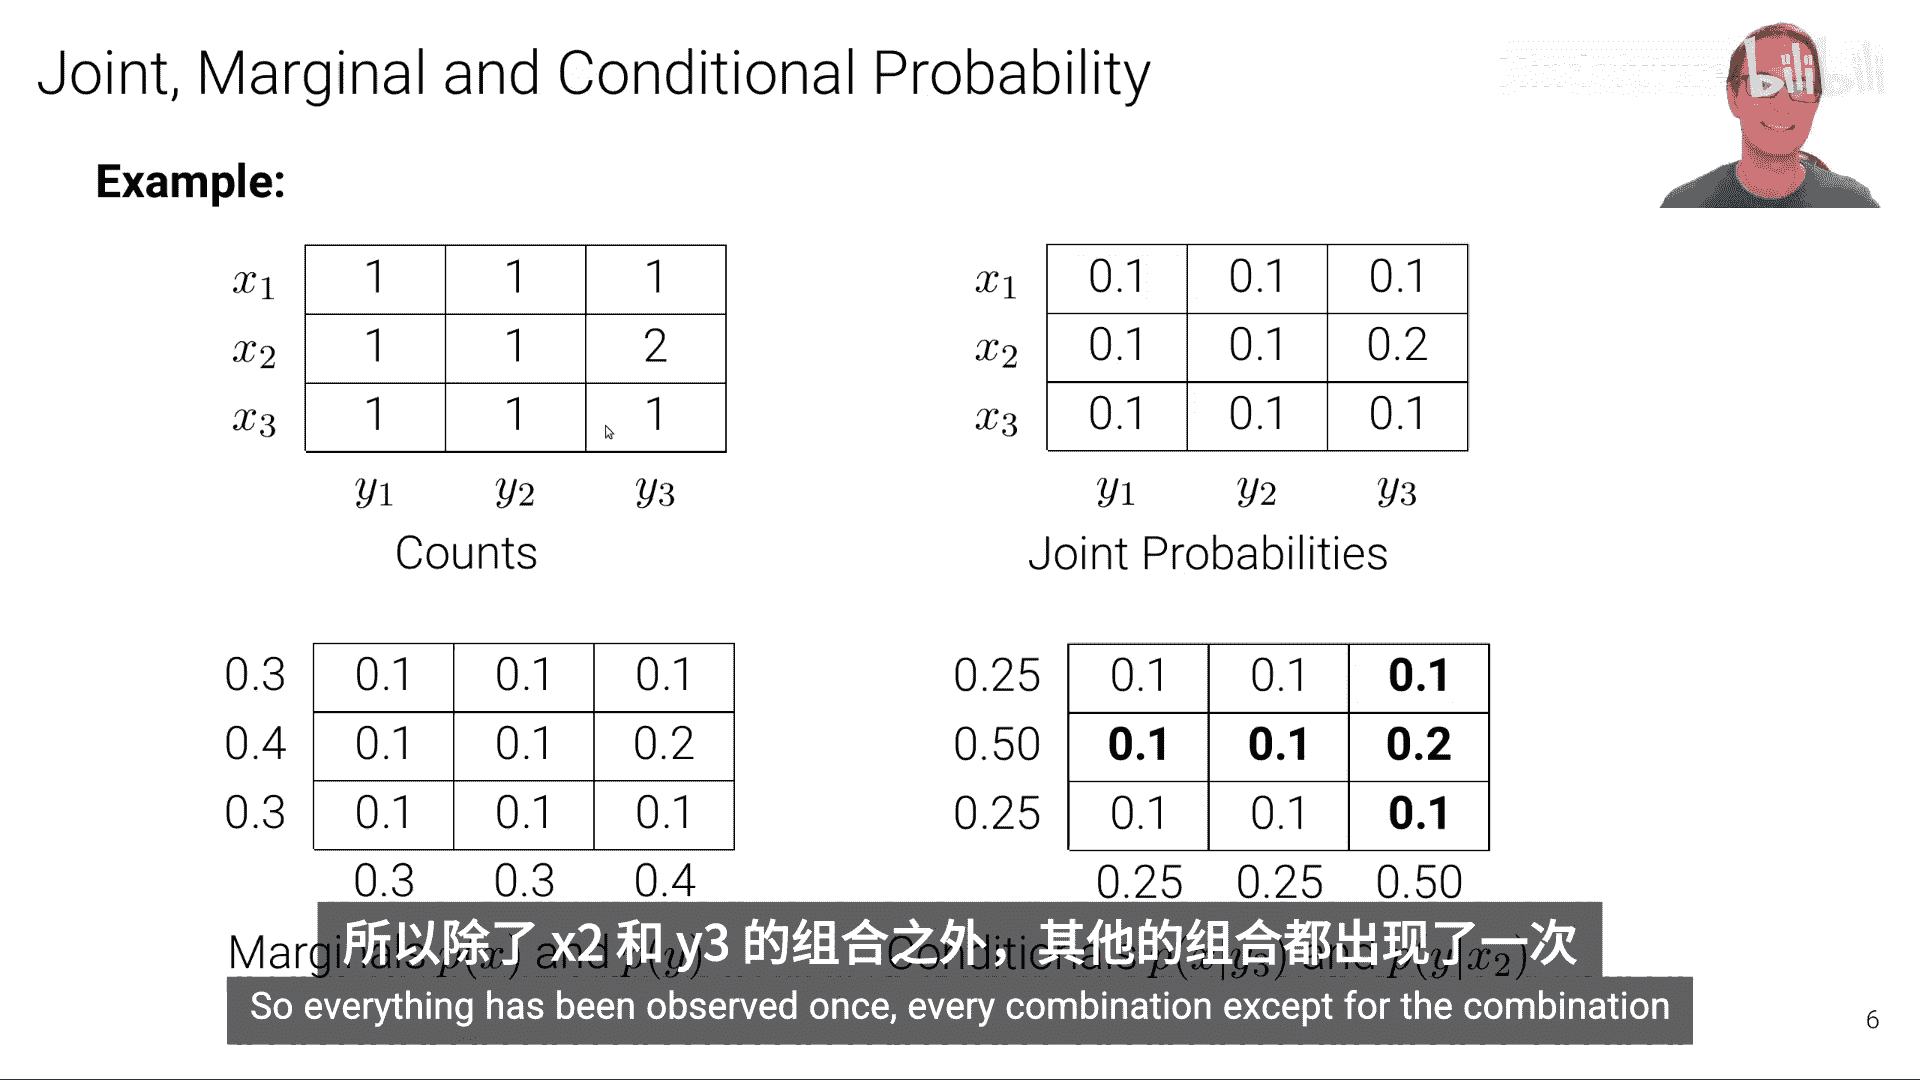 Joint, Marginal and Conditional Probability
bili
Example:
x1 1 1 1
x2 1 1 2
x3 1 1 1
y1 y2 y3
Counts
x1 0.1 0.1 0.1
x2 0.1 0.1 0.2
x3 0.1 0.1 0.1
y1 y2 y3
Joint Probabilities
0.3 0.1 0.1 0.1
0.4 0.1 0.1 0.2
0.3 0.1 0.1 0.1
0.3 0.3 0.4
Marginals p(x) and p(y)
0.25 0.1 0.1 0.1
0.50 0.1 0.1 0.2
0.25 0.1 0.1 0.1
0.25 0.25 0.50
Conditionals p(x|y3) and p(y|x2)
所以除了 x2 和 y3 的组合之外，其他的组合都出现了一次
So everything has been observed once, every combination except for the combination
6